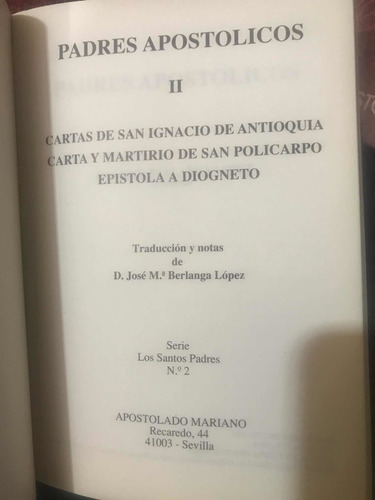 PADRES APOSTOLICOS
II
CARTAS DE SAN IGNACIO DE ANTIOQUIA
CARTA Y MARTIRIO DE SAN POLICARPO
EPISTOLA A DIOGNETO
Traducción y notas
de
D. José M.ª Berlanga López
Serie
Los Santos Padres
N.º 2
APOSTOLADO MARIANO
Recaredo, 44
41003 - Sevilla